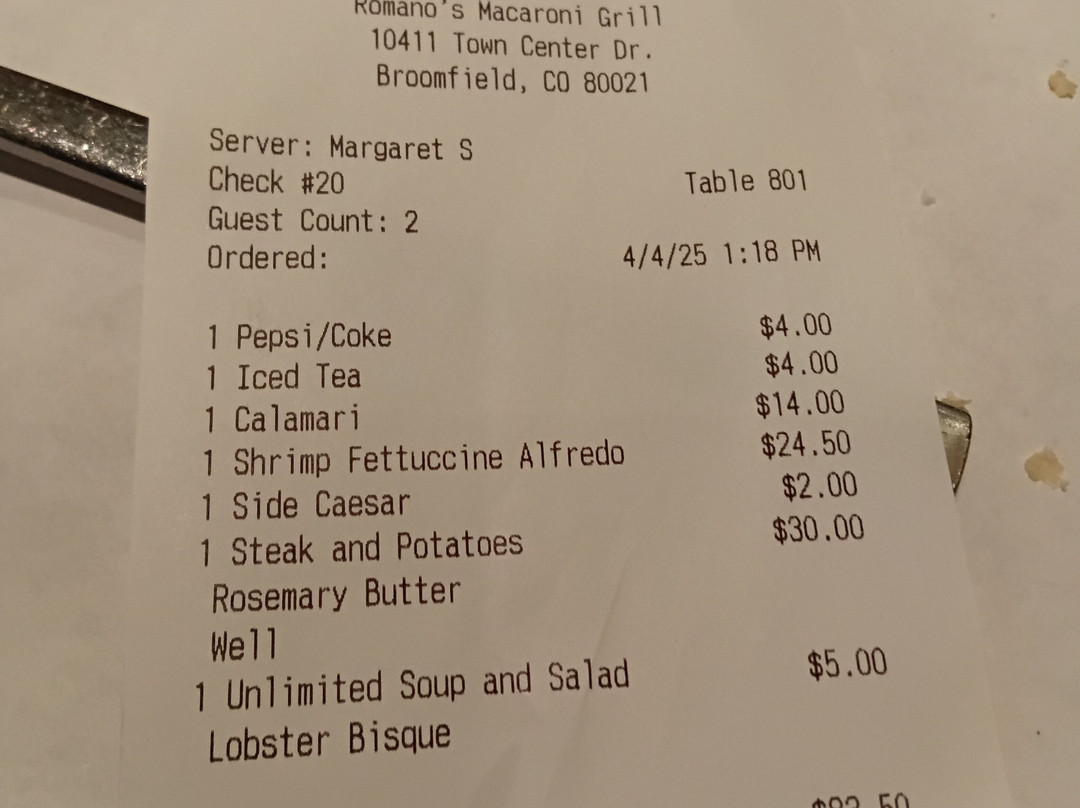 Romano's Macaroni Grill
10411 Town Center Dr.
Broomfield, CO 80021
Server: Margaret S
Check #20 Table 801
Guest Count: 2
Ordered: 4/4/25 1:18 PM
1 Pepsi/Coke $4.00
1 Iced Tea $4.00
1 Calamari $14.00
1 Shrimp Fettuccine Alfredo $24.50
1 Side Caesar $2.00
1 Steak and Potatoes $30.00
Rosemary Butter
Well
1 Unlimited Soup and Salad $5.00
Lobster Bisque